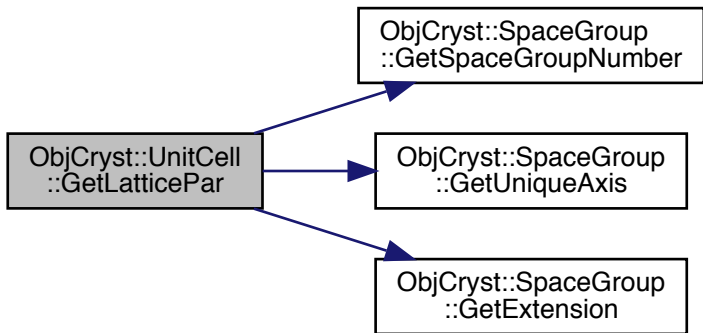 ObjCryst::SpaceGroup
::GetSpaceGroupNumber
ObjCryst::UnitCell
::GetLatticePar
ObjCryst::SpaceGroup
::GetUniqueAxis
ObjCryst::SpaceGroup
::GetExtension